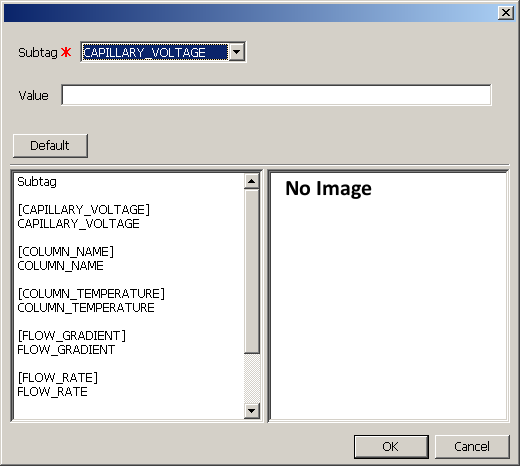 Subtag * CAPILLARY_VOLTAGE
Value
Default
Subtag
[CAPILLARY_VOLTAGE]
CAPILLARY_VOLTAGE
[COLUMN_NAME]
COLUMN_NAME
[COLUMN_TEMPERATURE]
COLUMN_TEMPERATURE
[FLOW_GRADIENT]
FLOW_GRADIENT
[FLOW_RATE]
FLOW_RATE
No Image
OK Cancel